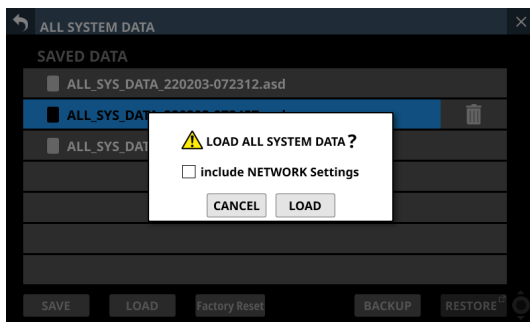 ALL SYSTEM DATA
SAVED DATA
ALL_SYS_DATA_220203-072312.asd
ALL_SYS_DAT
ALL_SYS_DAT
LOAD ALL SYSTEM DATA?
include NETWORK Settings
CANCEL LOAD
SAVE LOAD Factory Reset BACKUP RESTORE